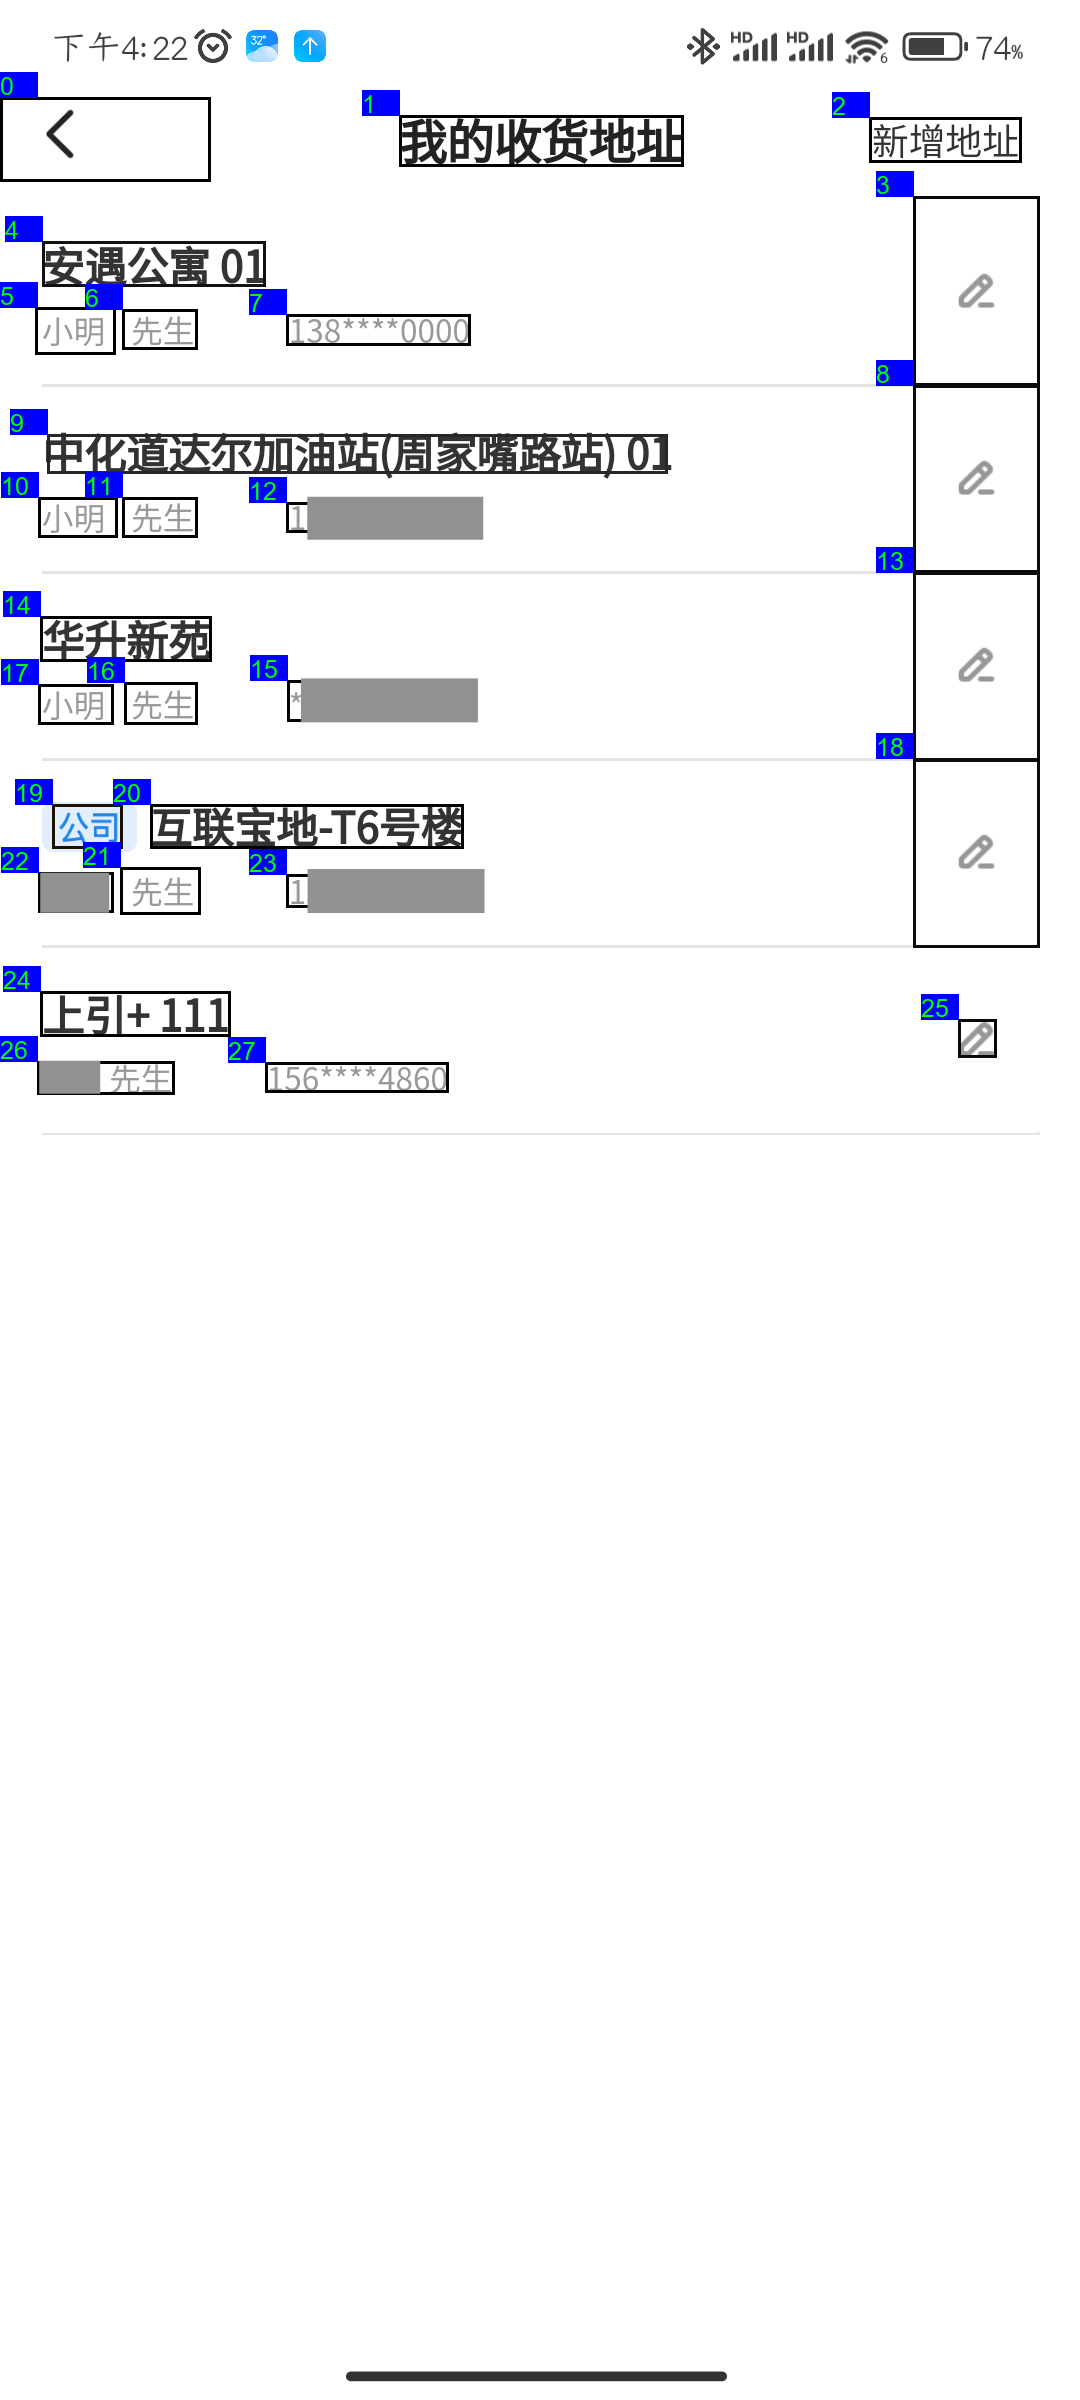 下午4:22 32° HD HD 6 74%
0
1 我的收货地址
2 新增地址
3
4 安遇公寓 01
5 小明 6 先生 7 138****0000
8
9 中化道达尔加油站(周家嘴路站) 01
10 小明 11 先生 12 1
13
14 华升新苑
17 小明 16 先生 15 *
18
19 公司 20 互联宝地-T6号楼
22 21 先生 23 1
24 上引+ 111
25
26 先生 27 156****4860